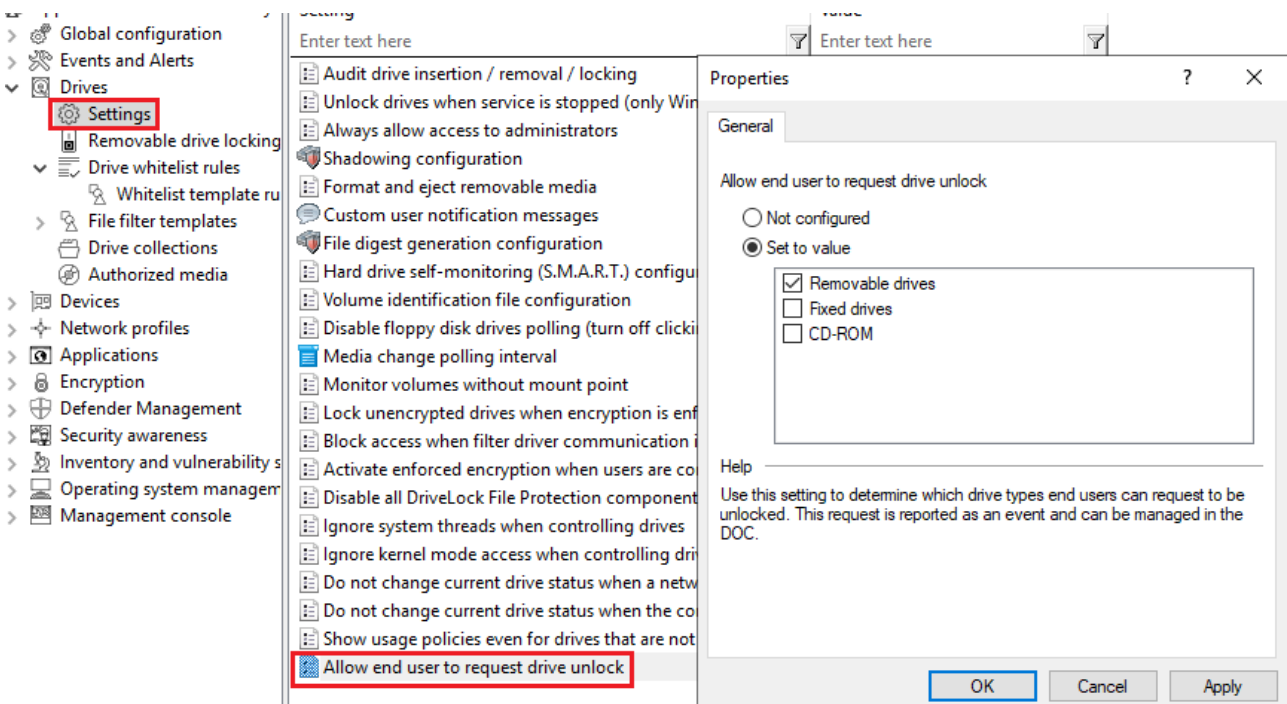 Global configuration
Events and Alerts
Drives
Settings
Removable drive locking
Drive whitelist rules
Whitelist template ru
File filter templates
Drive collections
Authorized media
Devices
Network profiles
Applications
Encryption
Defender Management
Security awareness
Inventory and vulnerability s
Operating system managem
Management console
Setting
Value
Enter text here
Enter text here
Audit drive insertion / removal / locking
Unlock drives when service is stopped (only Win
Always allow access to administrators
Shadowing configuration
Format and eject removable media
Custom user notification messages
File digest generation configuration
Hard drive self-monitoring (S.M.A.R.T.) configu
Volume identification file configuration
Disable floppy disk drives polling (turn off clicki
Media change polling interval
Monitor volumes without mount point
Lock unencrypted drives when encryption is enf
Block access when filter driver communication i
Activate enforced encryption when users are co
Disable all DriveLock File Protection component
Ignore system threads when controlling drives
Ignore kernel mode access when controlling dri
Do not change current drive status when a netw
Do not change current drive status when the co
Show usage policies even for drives that are not
Allow end user to request drive unlock
Properties
?
General
Allow end user to request drive unlock
Not configured
Set to value
Removable drives
Fixed drives
CD-ROM
Help
Use this setting to determine which drive types end users can request to be
unlocked. This request is reported as an event and can be managed in the
DOC.
OK
Cancel
Apply